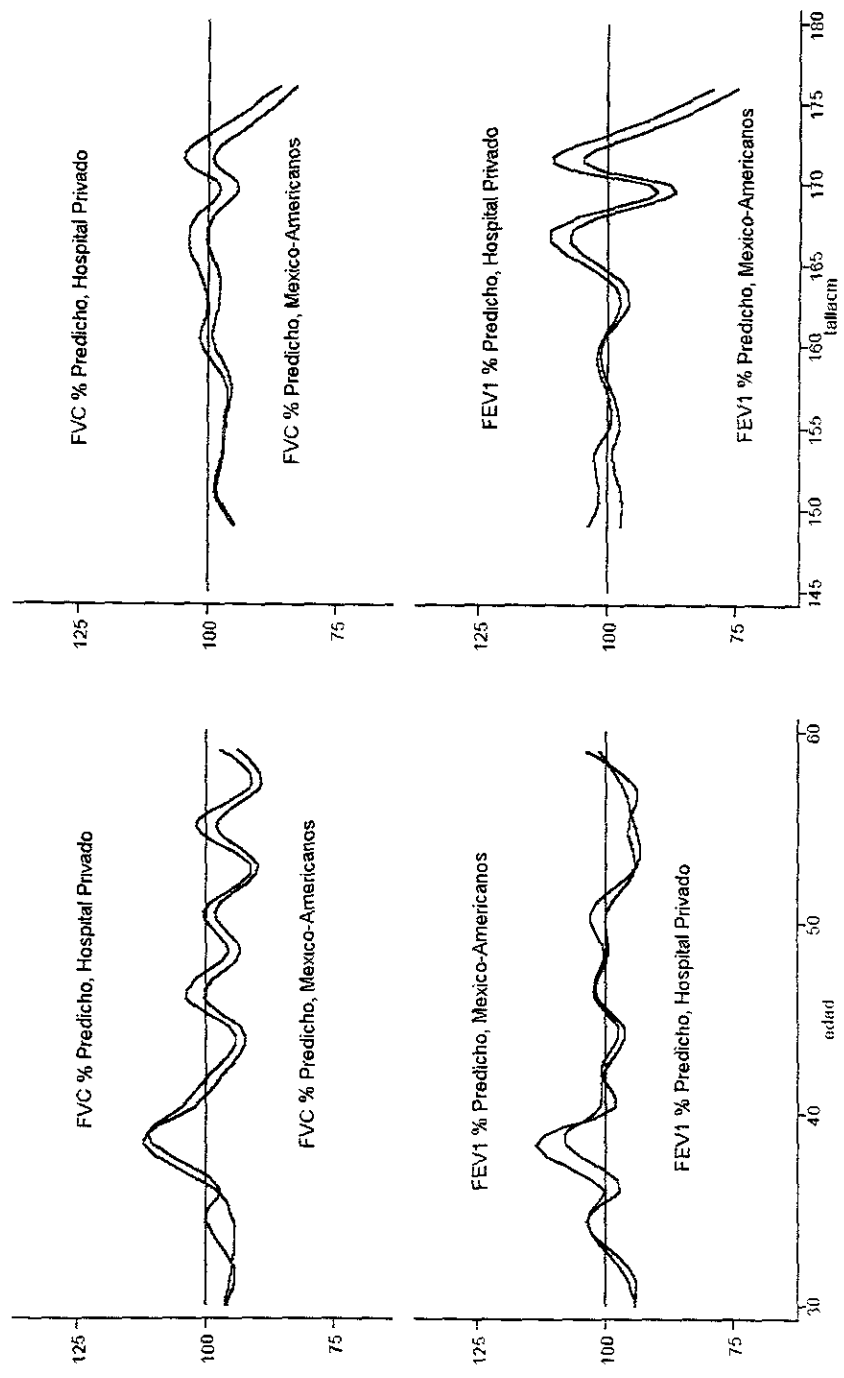 FVC % Predicho, Hospital Privado
125
100
75
FVC % Predicho, Mexico-Americanos
FVC % Predicho, Hospital Privado
125
100
75
FVC % Predicho, Mexico-Americanos
FEV1 % Predicho, Mexico-Americanos
125
100
75
FEV1 % Predicho, Hospital Privado
30 40 50 60
edad
FEV1 % Predicho, Hospital Privado
125
100
75
FEV1 % Predicho, Mexico-Americanos
145 150 155 160 165 170 175 180
tallacm